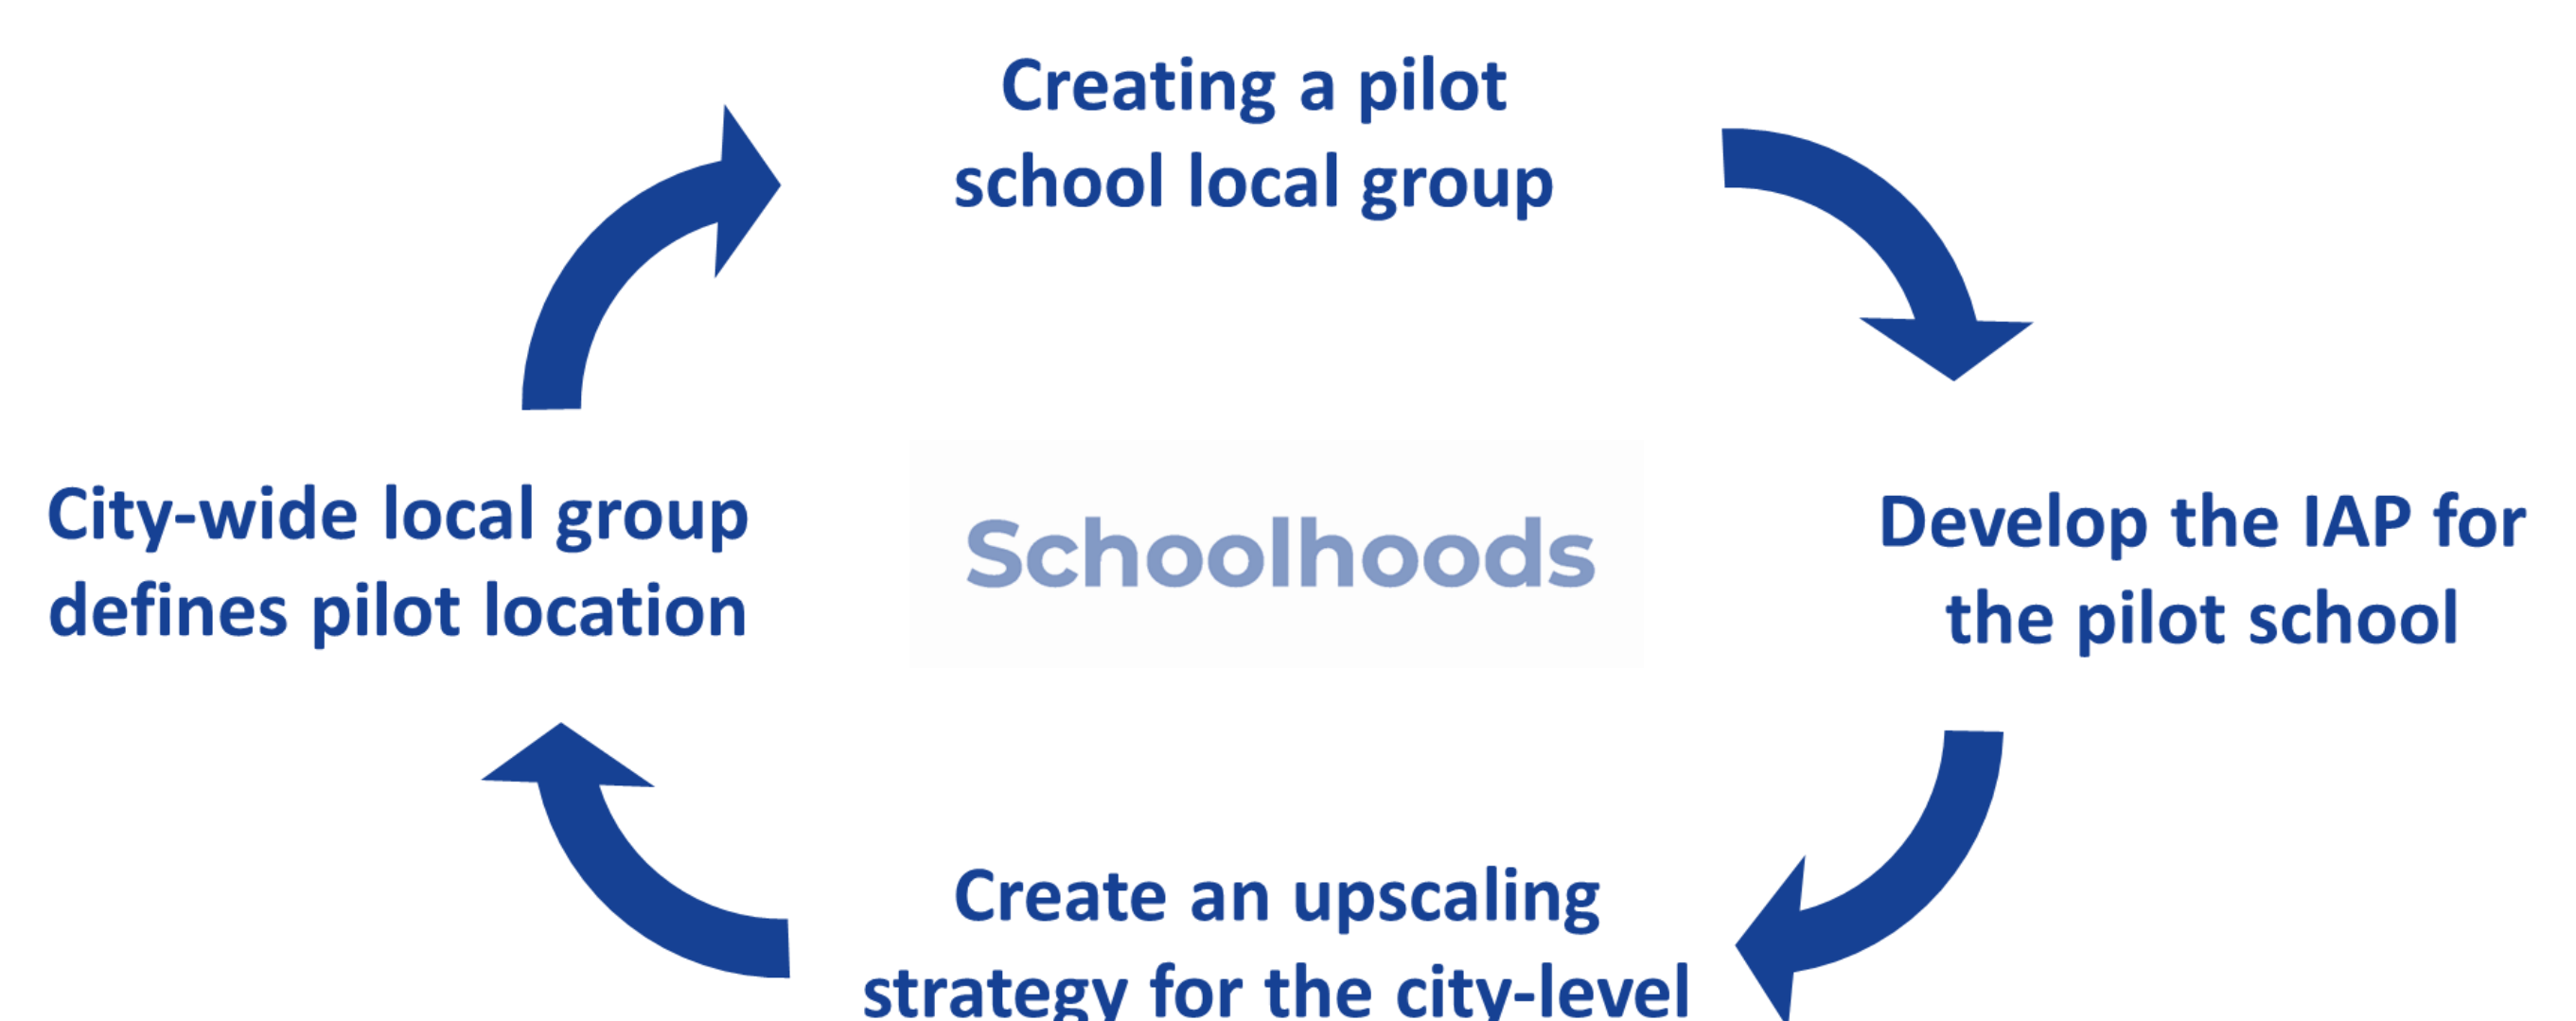 Creating a pilot
school local group
City-wide local group
defines pilot location
Schoolhoods
Develop the IAP for
the pilot school
Create an upscaling
strategy for the city-level